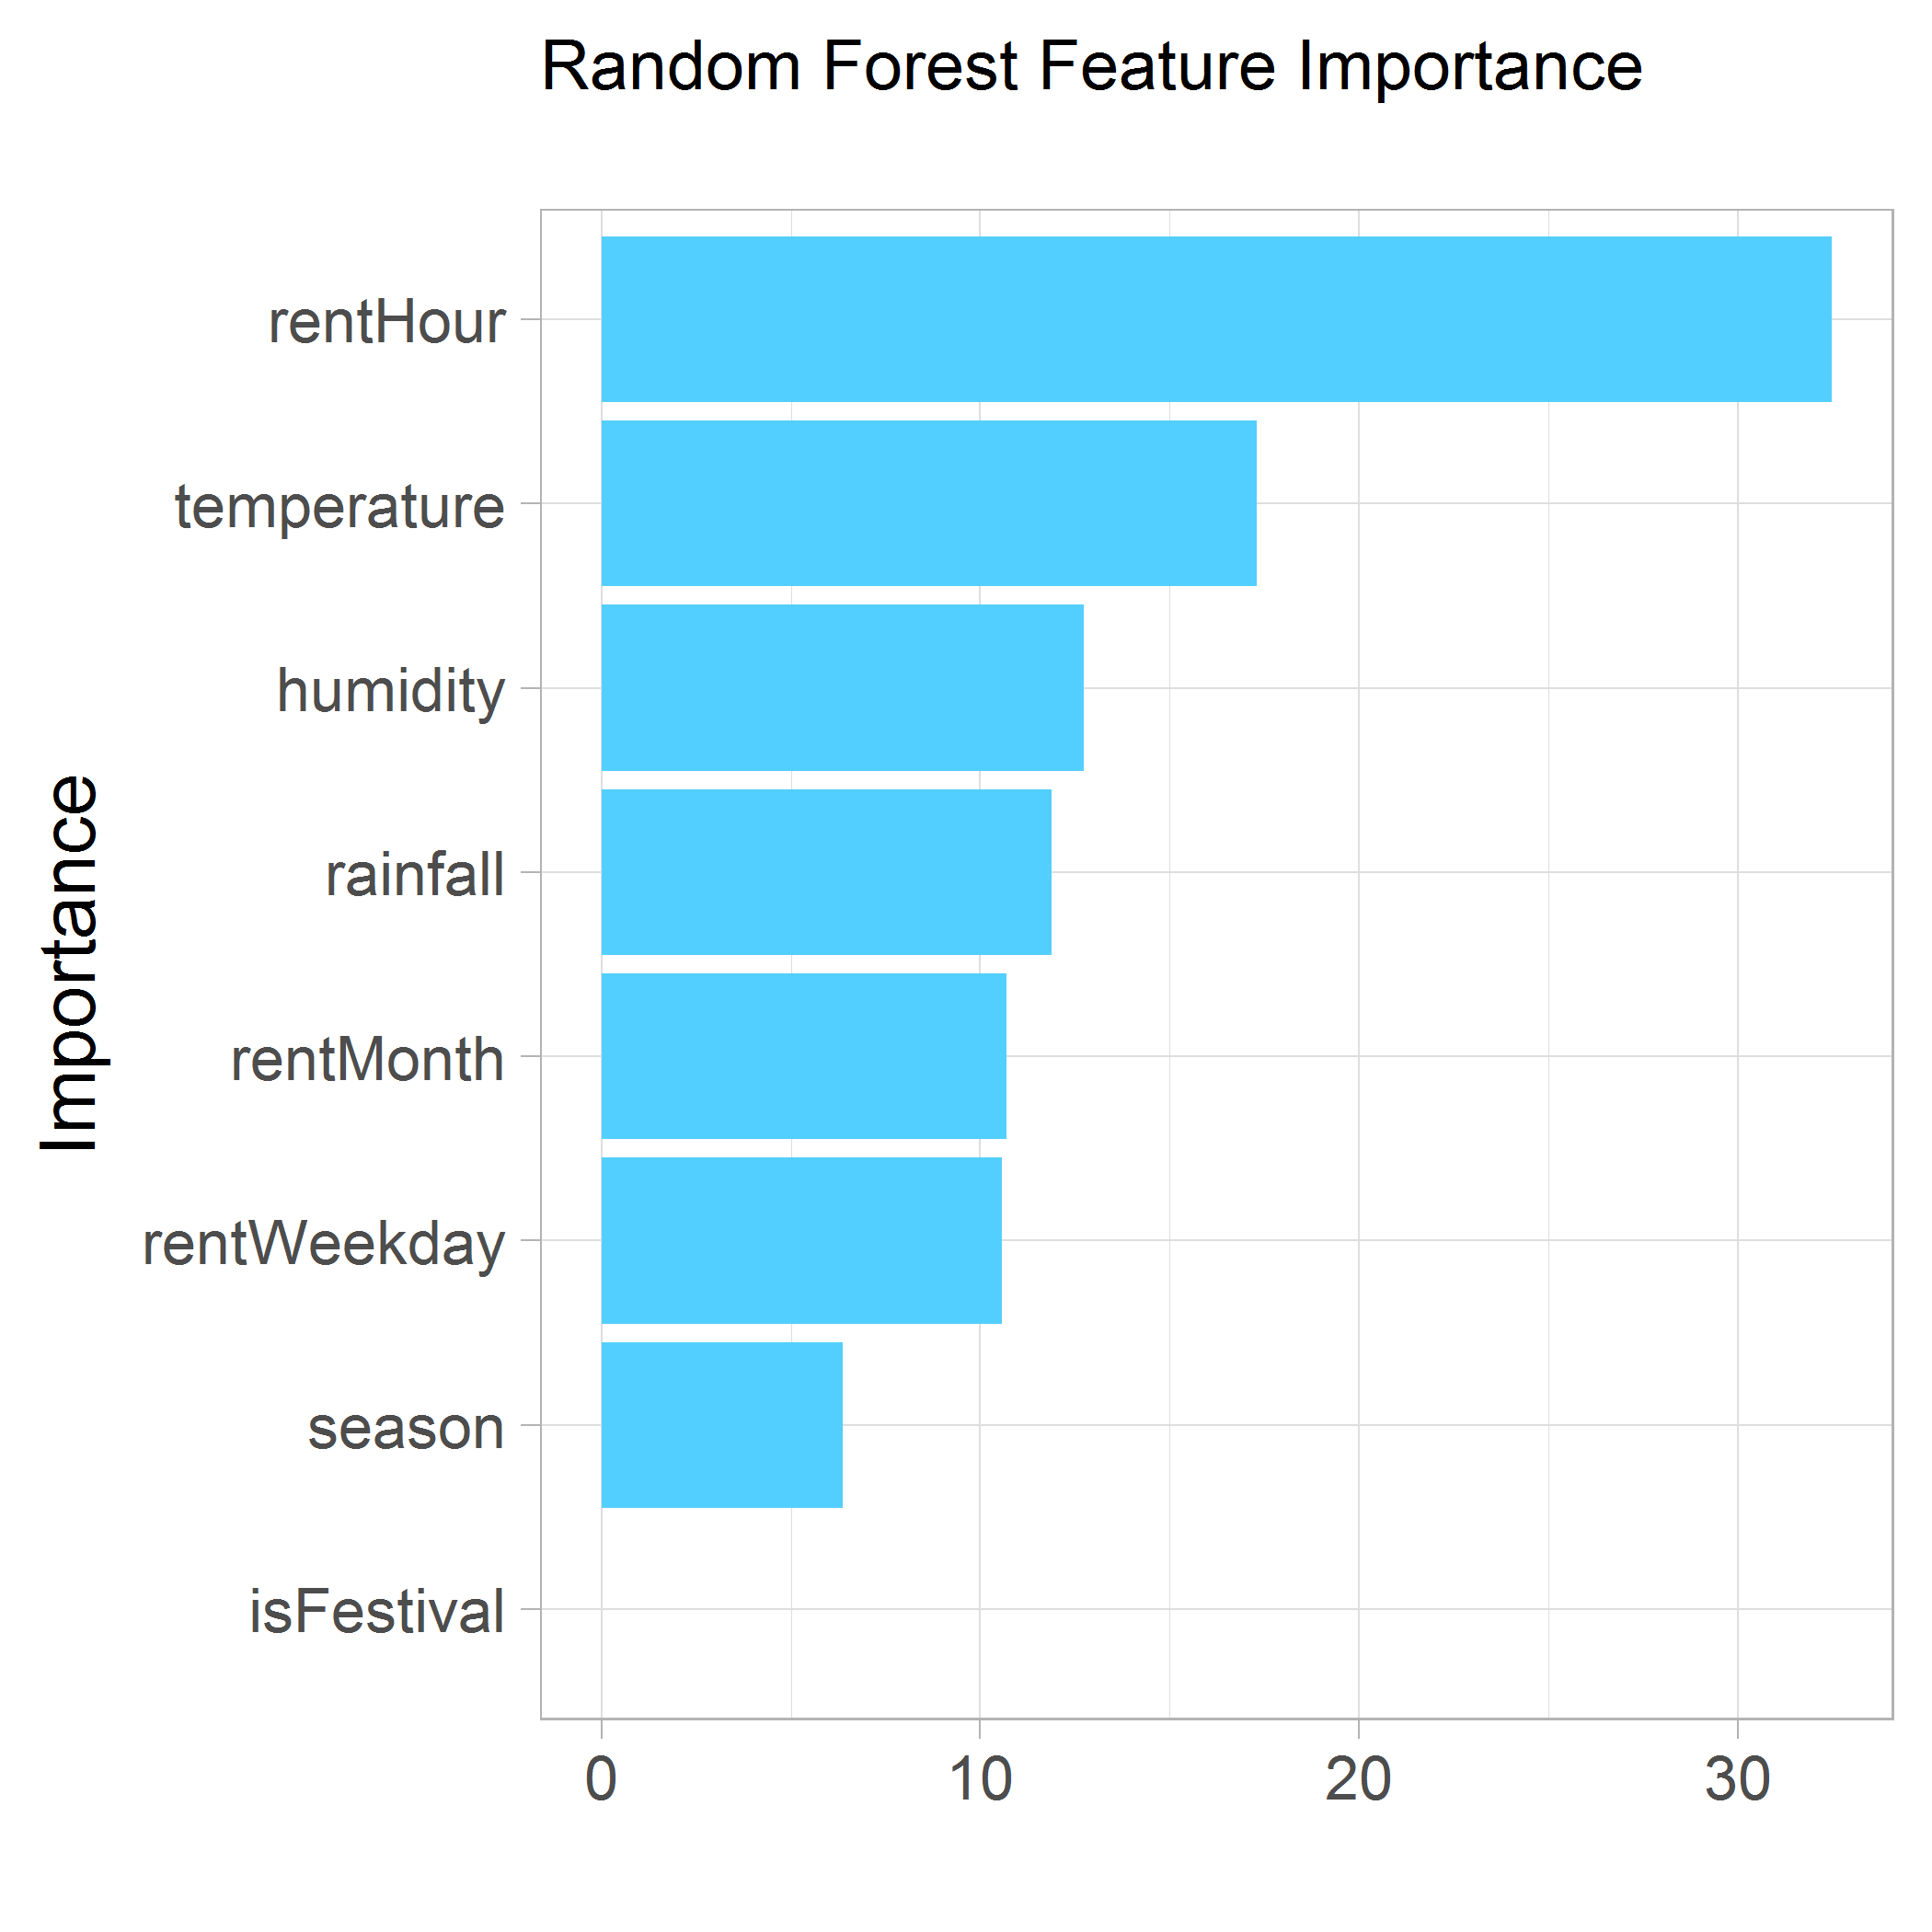 Random Forest Feature Importance
Importance
rentHour
temperature
humidity
rainfall
rentMonth
rentWeekday
season
isFestival
0 10 20 30